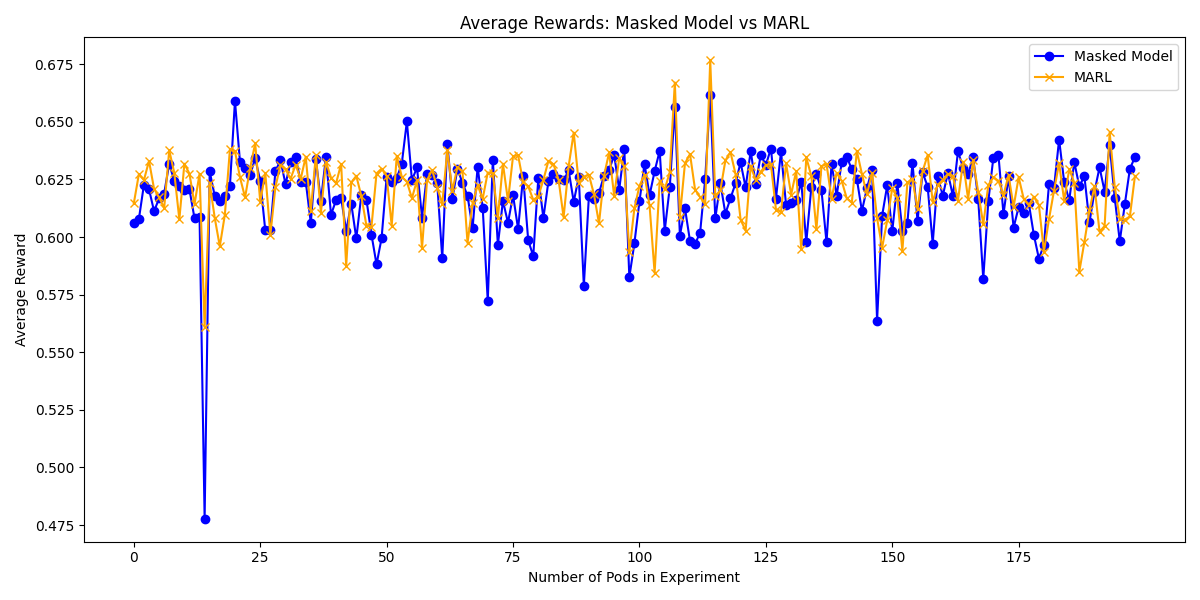 Average Rewards: Masked Model vs MARL
Masked Model
MARL
Average Reward
0.675
0.650
0.625
0.600
0.575
0.550
0.525
0.500
0.475
0 25 50 75 100 125 150 175
Number of Pods in Experiment